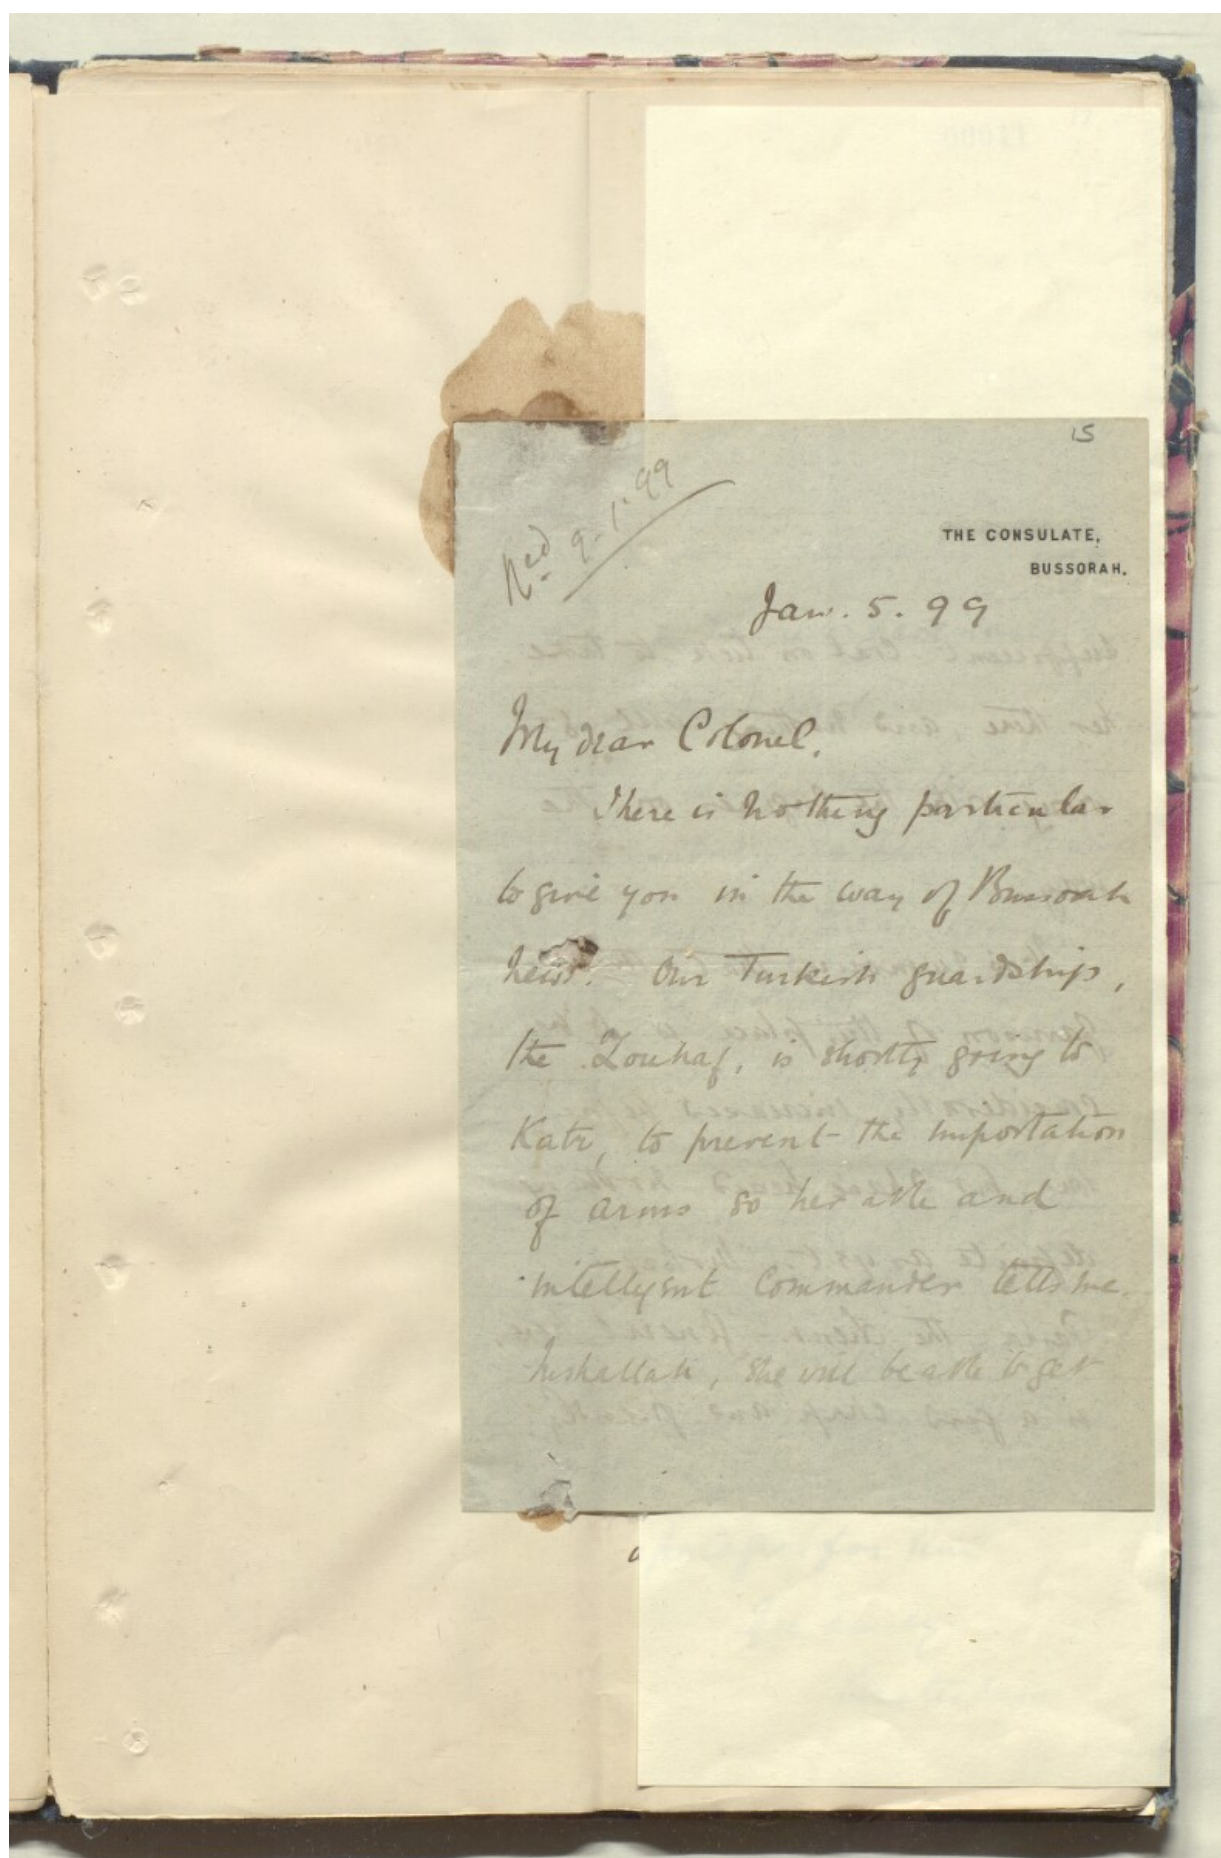 15
Recd. 9.1.99
THE CONSULATE,
BUSSORAH.
Jan. 5. 99
My dear Colonel,
There is nothing particular
to give you in the way of Bussorah
news. Our Turkish guardship,
the Zouhaf, is shortly going to
Katr, to prevent the importation
of arms so her able and
intelligent Commander tells me.
Inshallah, she will be able to get